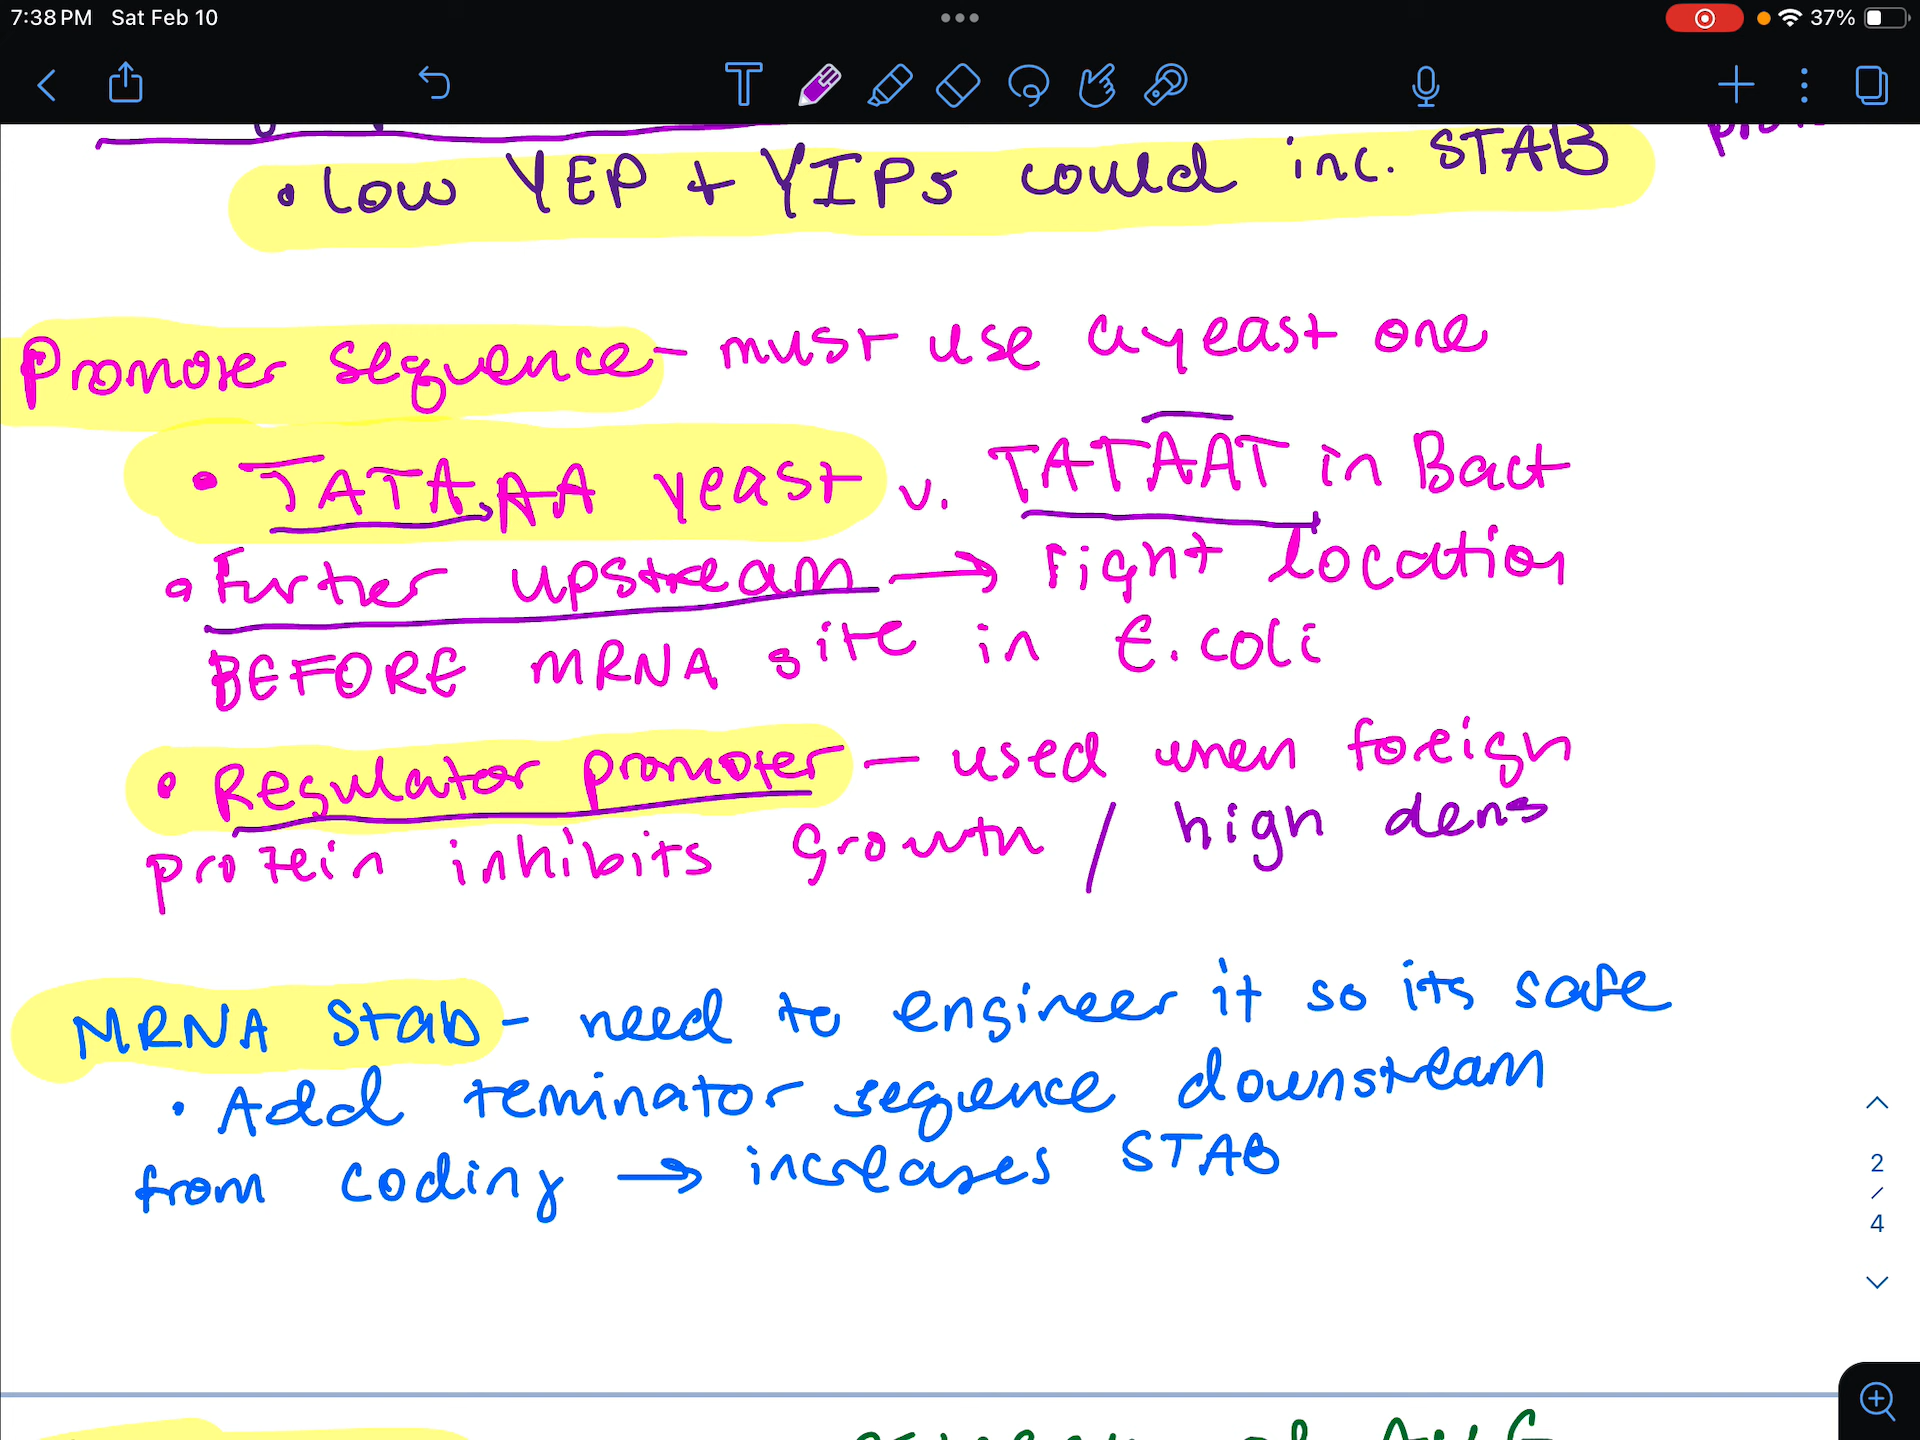 7:38 PM Sat Feb 10
37%
T
• low YEP + YIPs could inc. STAB
Promoter sequence - must use a yeast one
• TATAAA yeast v. TATAAT in Bact
• Further upstream → right location
BEFORE MRNA site in E.coli
• Regulator promoter - used when foreign
protein inhibits Growth / high dens
MRNA Stab - need to engineer it so its safe
• Add teminator sequence downstream
from coding → increases STAB
2
/
4
of AUG